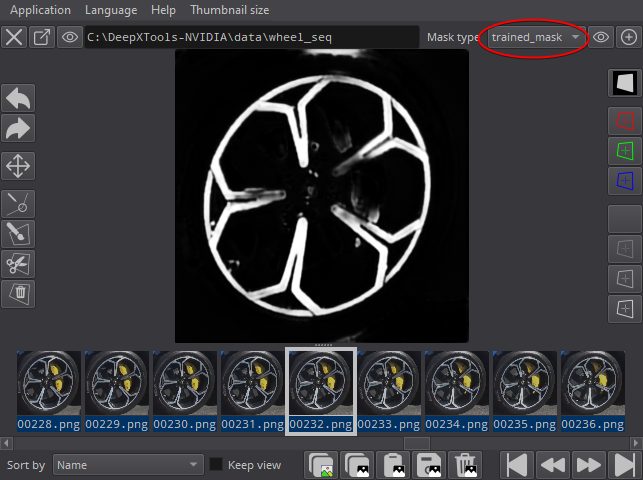 Application Language Help Thumbnail size
C:\DeepXTools-NVIDIA\data\wheel_seq Mask type trained_mask
00228.png 00229.png 00230.png 00231.png 00232.png 00233.png 00234.png 00235.png 00236.png
Sort by Name Keep view